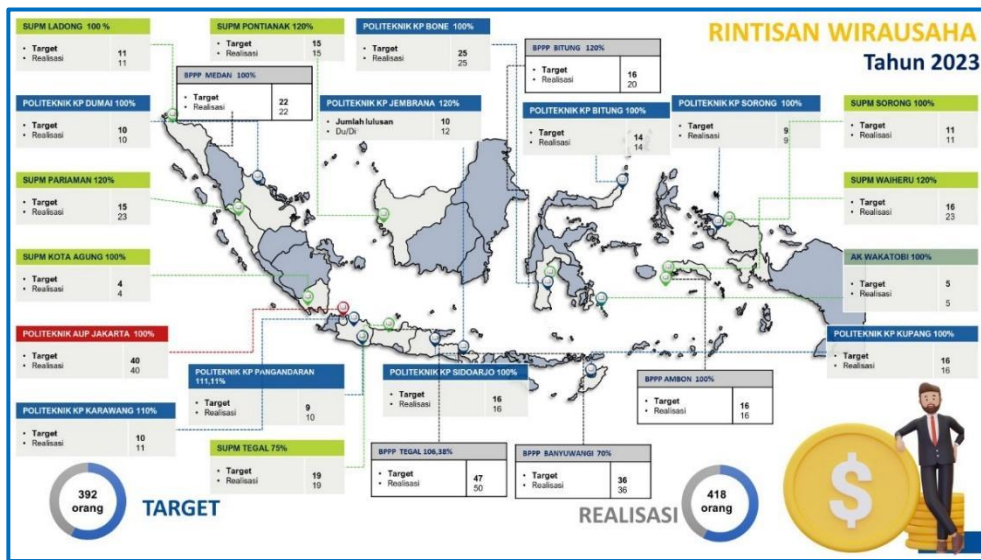 RINTISAN WIRAUSAHA
Tahun 2023
SUPM LADONG 100 %
• Target 11
• Realisasi 11
SUPM PONTIANAK 120%
• Target 15
• Realisasi 15
POLITEKNIK KP BONE 100%
• Target 25
• Realisasi 25
BPPP BITUNG 120%
• Target 16
• Realisasi 20
BPPP MEDAN 100%
• Target 22
• Realisasi 22
POLITEKNIK KP DUMAI 100%
• Target 10
• Realisasi 10
POLITEKNIK KP JEMBRANA 120%
• Jumlah lulusan 10
• Du/Di 12
POLITEKNIK KP BITUNG 100%
• Target 14
• Realisasi 14
POLITEKNIK KP SORONG 100%
• Target 9
• Realisasi 9
SUPM SORONG 100%
• Target 11
• Realisasi 11
SUPM PARIAMAN 120%
• Target 15
• Realisasi 23
SUPM WAIHERU 120%
• Target 16
• Realisasi 23
SUPM KOTA AGUNG 100%
• Target 4
• Realisasi 4
AK WAKATOBI 100%
• Target 5
• Realisasi 5
POLITEKNIK AUP JAKARTA 100%
• Target 40
• Realisasi 40
POLITEKNIK KP PANGANDARAN
111,11%
• Target 9
• Realisasi 10
POLITEKNIK KP SIDOARJO 100%
• Target 16
• Realisasi 16
BPPP AMBON 100%
• Target 16
• Realisasi 16
POLITEKNIK KP KUPANG 100%
• Target 16
• Realisasi 16
POLITEKNIK KP KARAWANG 110%
• Target 10
• Realisasi 11
SUPM TEGAL 75%
• Target 19
• Realisasi 19
BPPP TEGAL 106,38%
• Target 47
• Realisasi 50
BPPP BANYUWANGI 70%
• Target 36
• Realisasi 36
392
orang
TARGET
REALISASI
418
orang
$